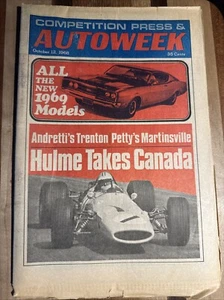 COMPETITION PRESS &
AUTOWEEK
October 12, 1968
35 Cents
ALL
THE
NEW
1969
Models
Andretti's Trenton Petty's Martinsville
Hulme Takes Canada